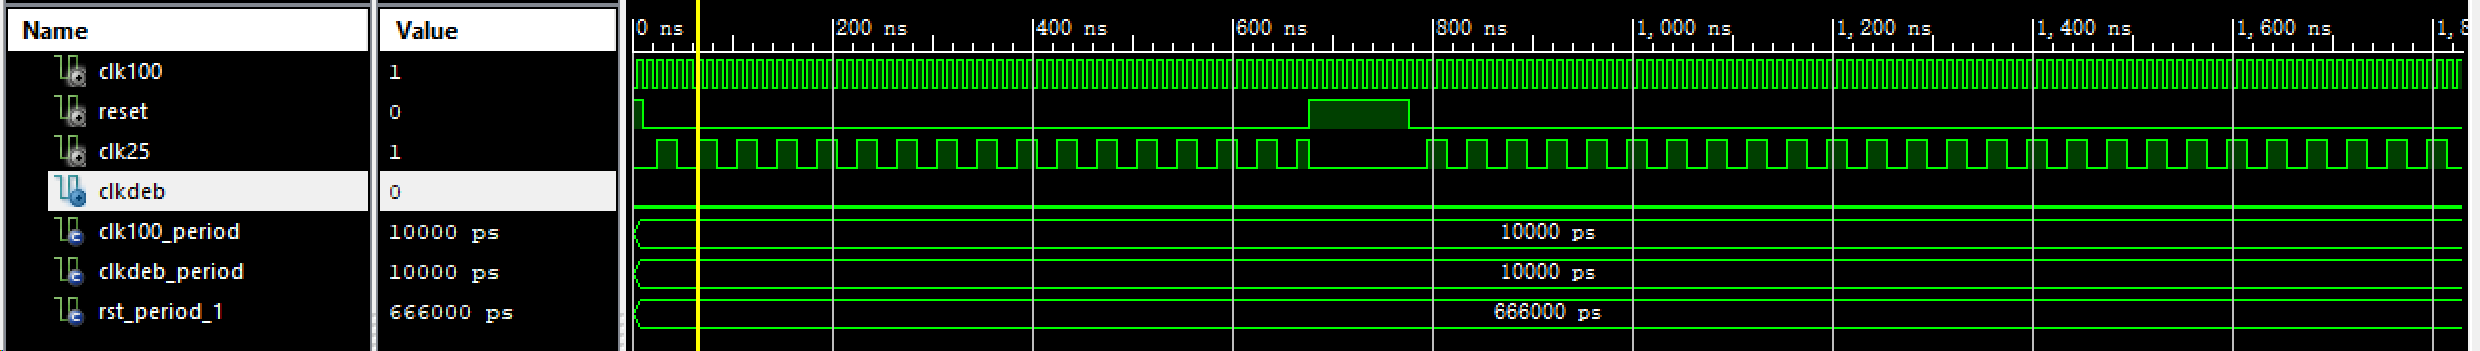 Name Value 0 ns 200 ns 400 ns 600 ns 800 ns 1,000 ns 1,200 ns 1,400 ns 1,600 ns 1,8
clk100 1
reset 0
clk25 1
clkdeb 0
clk100_period 10000 ps 10000 ps
clkdeb_period 10000 ps 10000 ps
rst_period_1 666000 ps 666000 ps